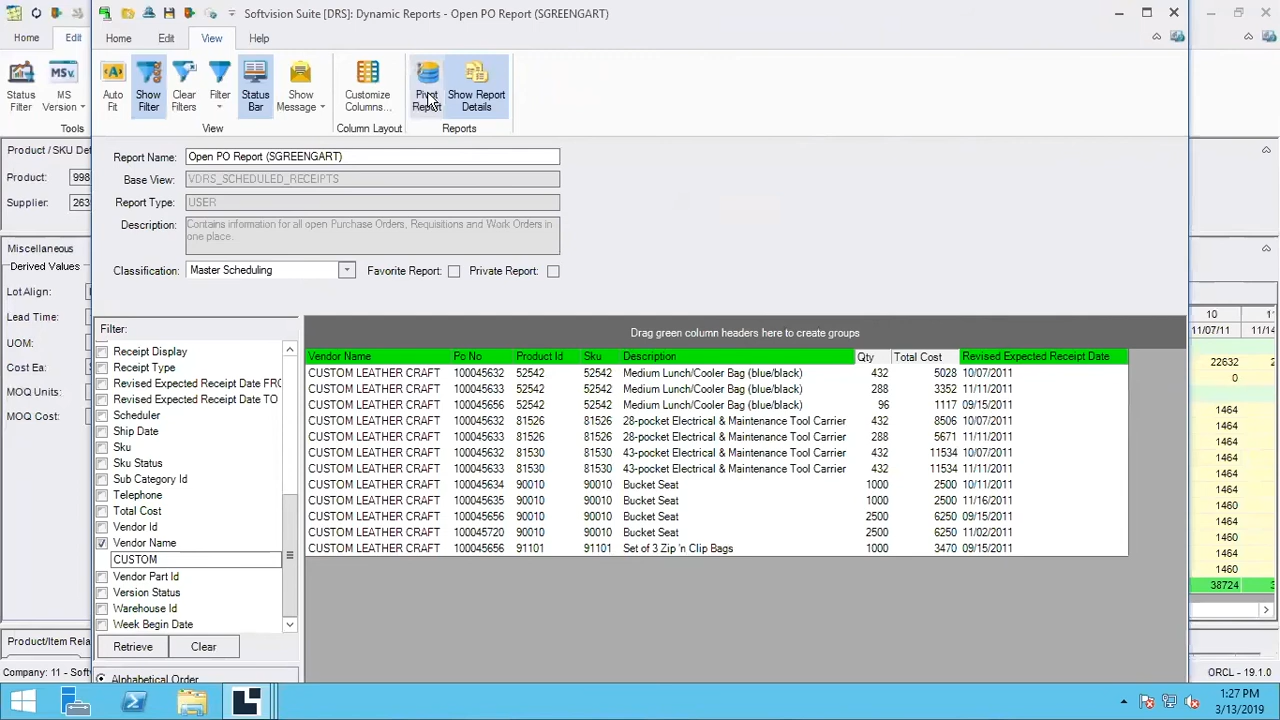 Softvision Suite [DRS]: Dynamic Reports - Open PO Report (SGREENGART)
Home
Edit
Home
Edit
View
Help
Status Filter
MS Version
Tools
Auto Fit
Show Filter
Clear Filters
Filter
Status Bar
Show Message
View
Customize Columns...
Column Layout
Pivot Report
Show Report Details
Reports
Product / SKU Det
Product: 998
Supplier: 263
Miscellaneous
Derived Values
Lot Align:
Lead Time:
UOM:
Cost Ea:
MOQ Units:
MOQ Cost:
Product/Item Rela
Company: 11 - Soft
Report Name: Open PO Report (SGREENGART)
Base View: VDRS_SCHEDULED_RECEIPTS
Report Type: USER
Description: Contains information for all open Purchase Orders, Requisitions and Work Orders in
one place.
Classification: Master Scheduling Favorite Report: Private Report:
Filter:
Receipt Display
Receipt Type
Revised Expected Receipt Date FRO
Revised Expected Receipt Date TO
Scheduler
Ship Date
Sku
Sku Status
Sub Category Id
Telephone
Total Cost
Vendor Id
Vendor Name
CUSTOM
Vendor Part Id
Version Status
Warehouse Id
Week Begin Date
Retrieve Clear
Alphabetical Order
Drag green column headers here to create groups
Vendor Name Po No Product Id Sku Description Qty Total Cost Revised Expected Receipt Date
CUSTOM LEATHER CRAFT 100045632 52542 52542 Medium Lunch/Cooler Bag (blue/black) 432 5028 10/07/2011
CUSTOM LEATHER CRAFT 100045633 52542 52542 Medium Lunch/Cooler Bag (blue/black) 288 3352 11/11/2011
CUSTOM LEATHER CRAFT 100045656 52542 52542 Medium Lunch/Cooler Bag (blue/black) 96 1117 09/15/2011
CUSTOM LEATHER CRAFT 100045632 81526 81526 28-pocket Electrical & Maintenance Tool Carrier 432 8506 10/07/2011
CUSTOM LEATHER CRAFT 100045633 81526 81526 28-pocket Electrical & Maintenance Tool Carrier 288 5671 11/11/2011
CUSTOM LEATHER CRAFT 100045632 81530 81530 43-pocket Electrical & Maintenance Tool Carrier 432 11534 10/07/2011
CUSTOM LEATHER CRAFT 100045633 81530 81530 43-pocket Electrical & Maintenance Tool Carrier 432 11534 11/11/2011
CUSTOM LEATHER CRAFT 100045634 90010 90010 Bucket Seat 1000 2500 10/11/2011
CUSTOM LEATHER CRAFT 100045635 90010 90010 Bucket Seat 1000 2500 11/16/2011
CUSTOM LEATHER CRAFT 100045656 90010 90010 Bucket Seat 2500 6250 09/15/2011
CUSTOM LEATHER CRAFT 100045720 90010 90010 Bucket Seat 2500 6250 11/02/2011
CUSTOM LEATHER CRAFT 100045656 91101 91101 Set of 3 Zip 'n Clip Bags 1000 3470 09/15/2011
10
11/07/11 11/14
22632
0
1464
1464
1464
1464
1464
1464
1460
1464
1460
1464
1460
38724
ORCL - 19.1.0
1:27 PM
3/13/2019